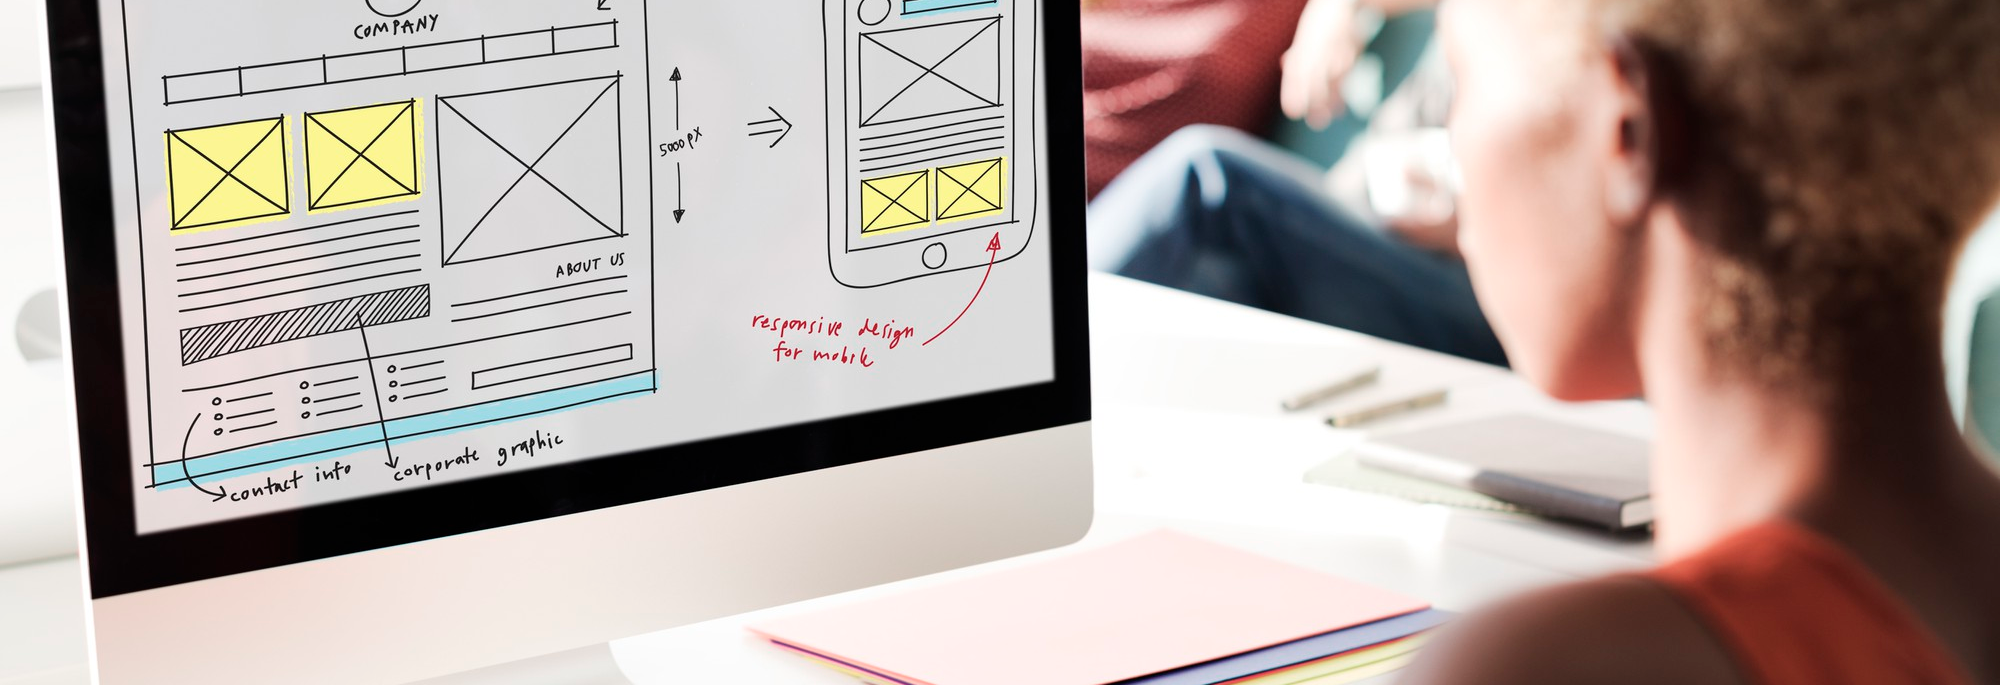 COMPANY
5000px
ABOUT US
responsive design
for mobile
contact info
corporate graphic